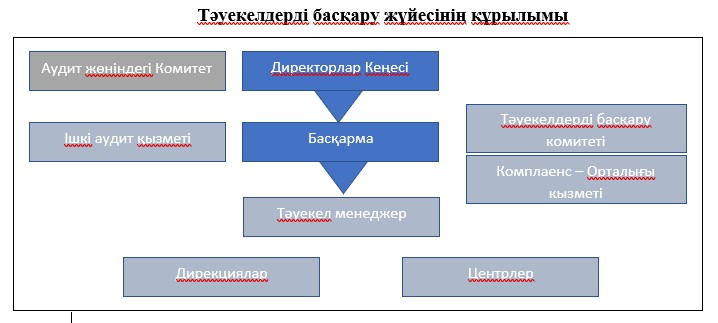 Тәуекелдерді басқару жүйесінің құрылымы
Аудит жөніндегі Комитет
Директорлар Кеңесі
Ішкі аудит қызметі
Басқарма
Тәуекелдерді басқару
комитеті
Комплаенс – Орталығы
кызметі
Тәуекел менеджер
Дирекциялар
Центрлер